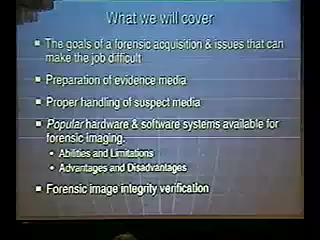 What we will cover
The goals of a forensic acquisition & issues that can
make the job difficult
Preparation of evidence media
Proper handling of suspect media
Popular hardware & software systems available for
forensic imaging.
Abilities and Limitations
Advantages and Disadvantages
Forensic image integrity verification